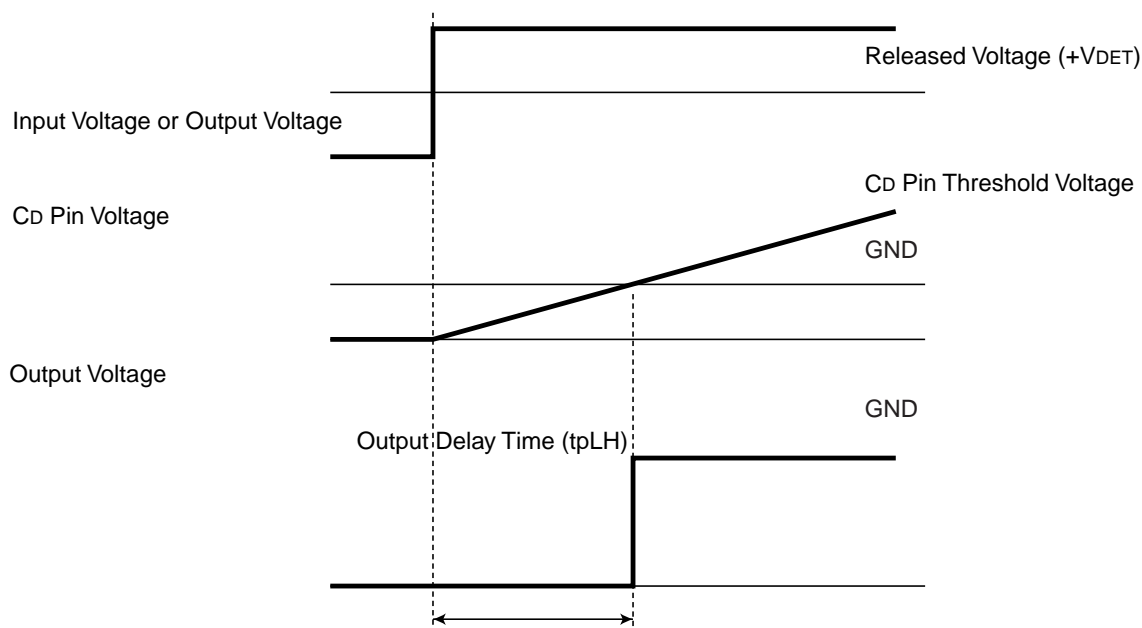 Released Voltage (+VDET)
Input Voltage or Output Voltage
CD Pin Threshold Voltage
CD Pin Voltage
GND
Output Voltage
GND
Output Delay Time (tpLH)